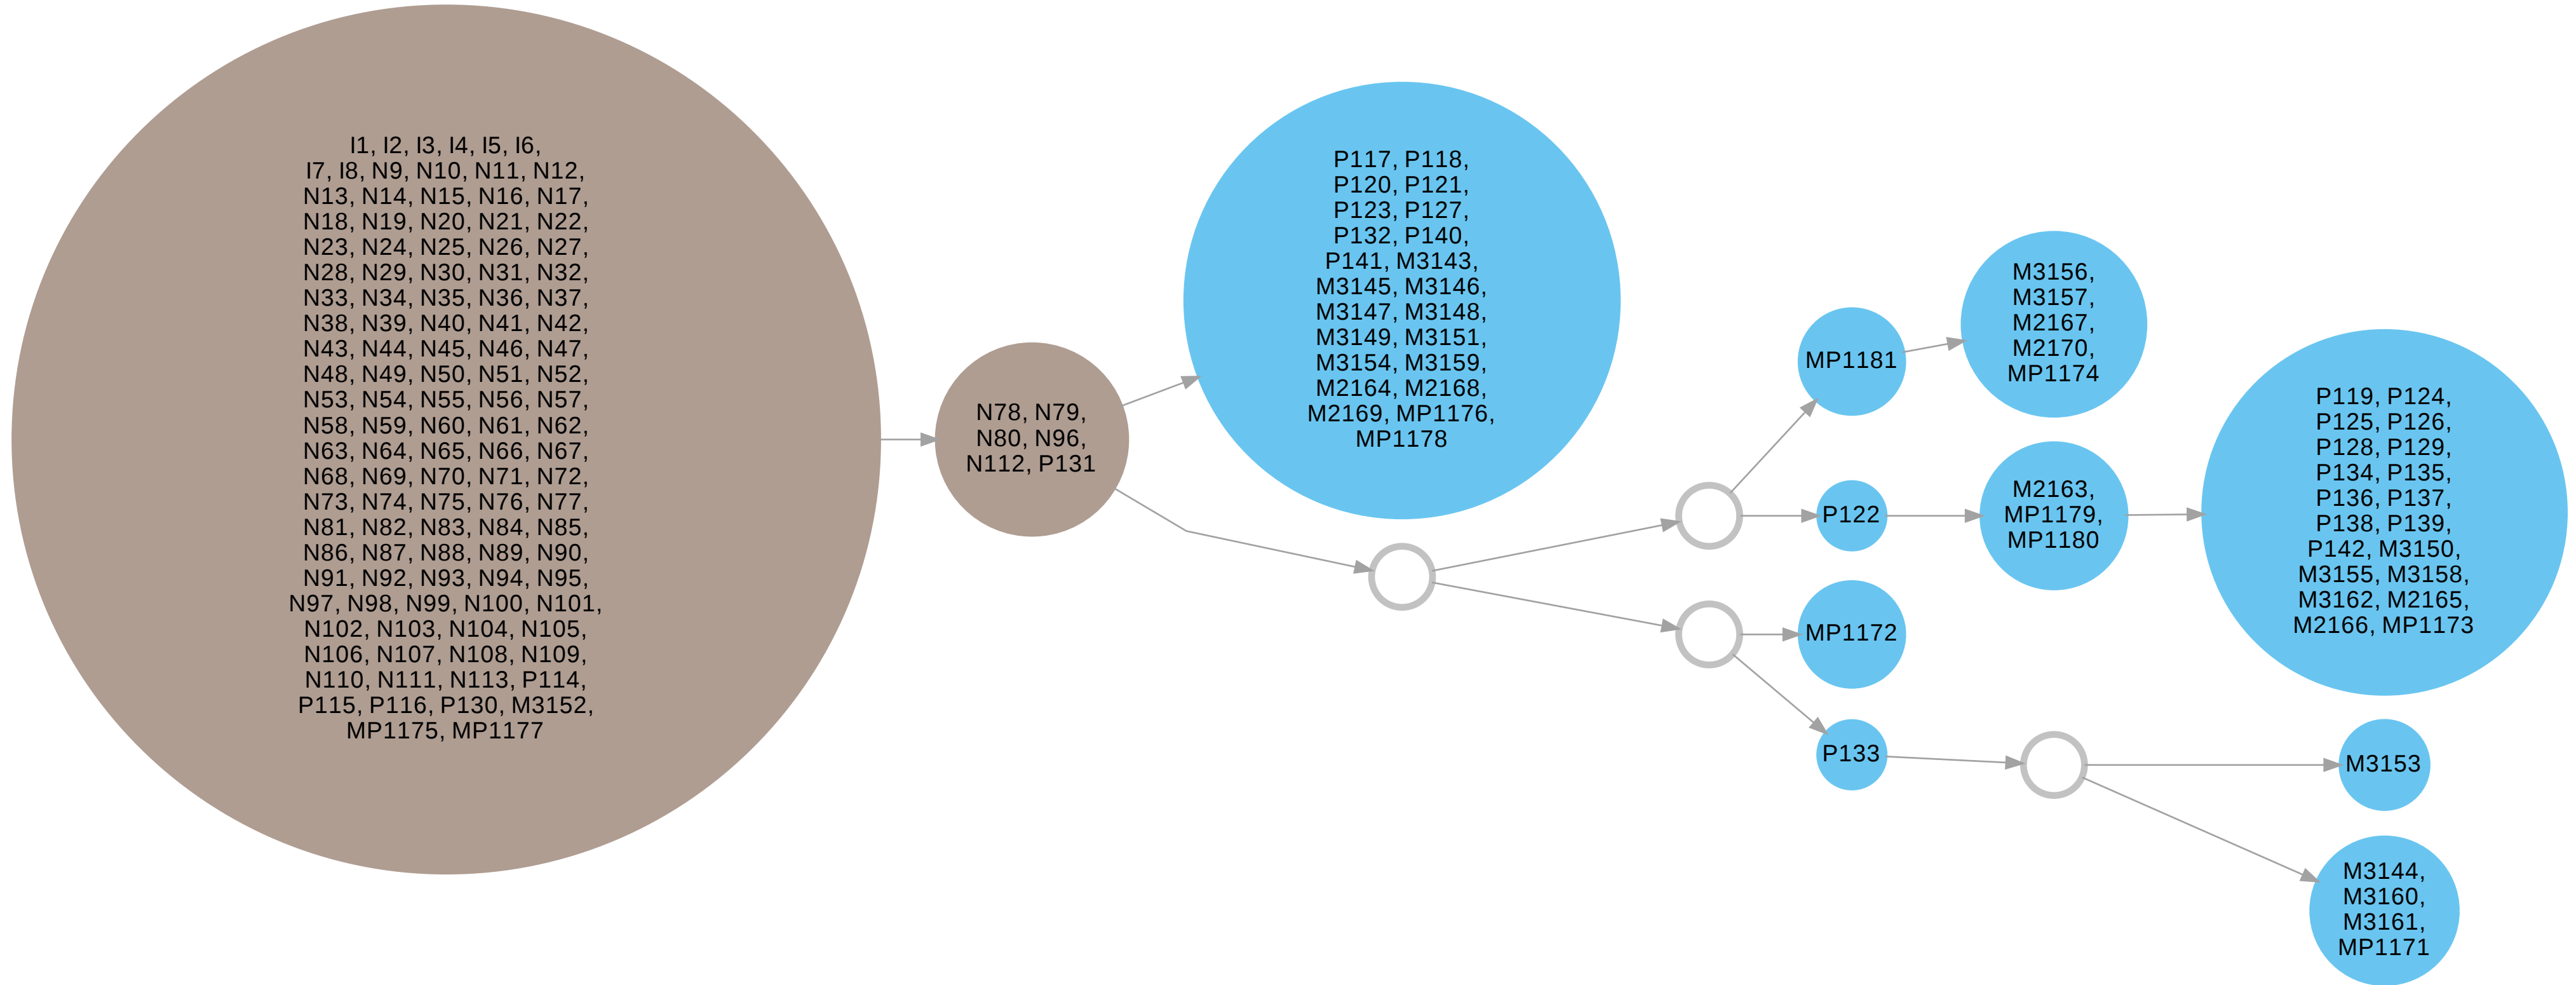 I1, I2, I3, I4, I5, I6,
I7, I8, N9, N10, N11, N12,
N13, N14, N15, N16, N17,
N18, N19, N20, N21, N22,
N23, N24, N25, N26, N27,
N28, N29, N30, N31, N32,
N33, N34, N35, N36, N37,
N38, N39, N40, N41, N42,
N43, N44, N45, N46, N47,
N48, N49, N50, N51, N52,
N53, N54, N55, N56, N57,
N58, N59, N60, N61, N62,
N63, N64, N65, N66, N67,
N68, N69, N70, N71, N72,
N73, N74, N75, N76, N77,
N81, N82, N83, N84, N85,
N86, N87, N88, N89, N90,
N91, N92, N93, N94, N95,
N97, N98, N99, N100, N101,
N102, N103, N104, N105,
N106, N107, N108, N109,
N110, N111, N113, P114,
P115, P116, P130, M3152,
MP1175, MP1177
N78, N79,
N80, N96,
N112, P131
P117, P118,
P120, P121,
P123, P127,
P132, P140,
P141, M3143,
M3145, M3146,
M3147, M3148,
M3149, M3151,
M3154, M3159,
M2164, M2168,
M2169, MP1176,
MP1178
MP1181
M3156,
M3157,
M2167,
M2170,
MP1174
P122
M2163,
MP1179,
MP1180
P119, P124,
P125, P126,
P128, P129,
P134, P135,
P136, P137,
P138, P139,
P142, M3150,
M3155, M3158,
M3162, M2165,
M2166, MP1173
MP1172
P133
M3153
M3144,
M3160,
M3161,
MP1171